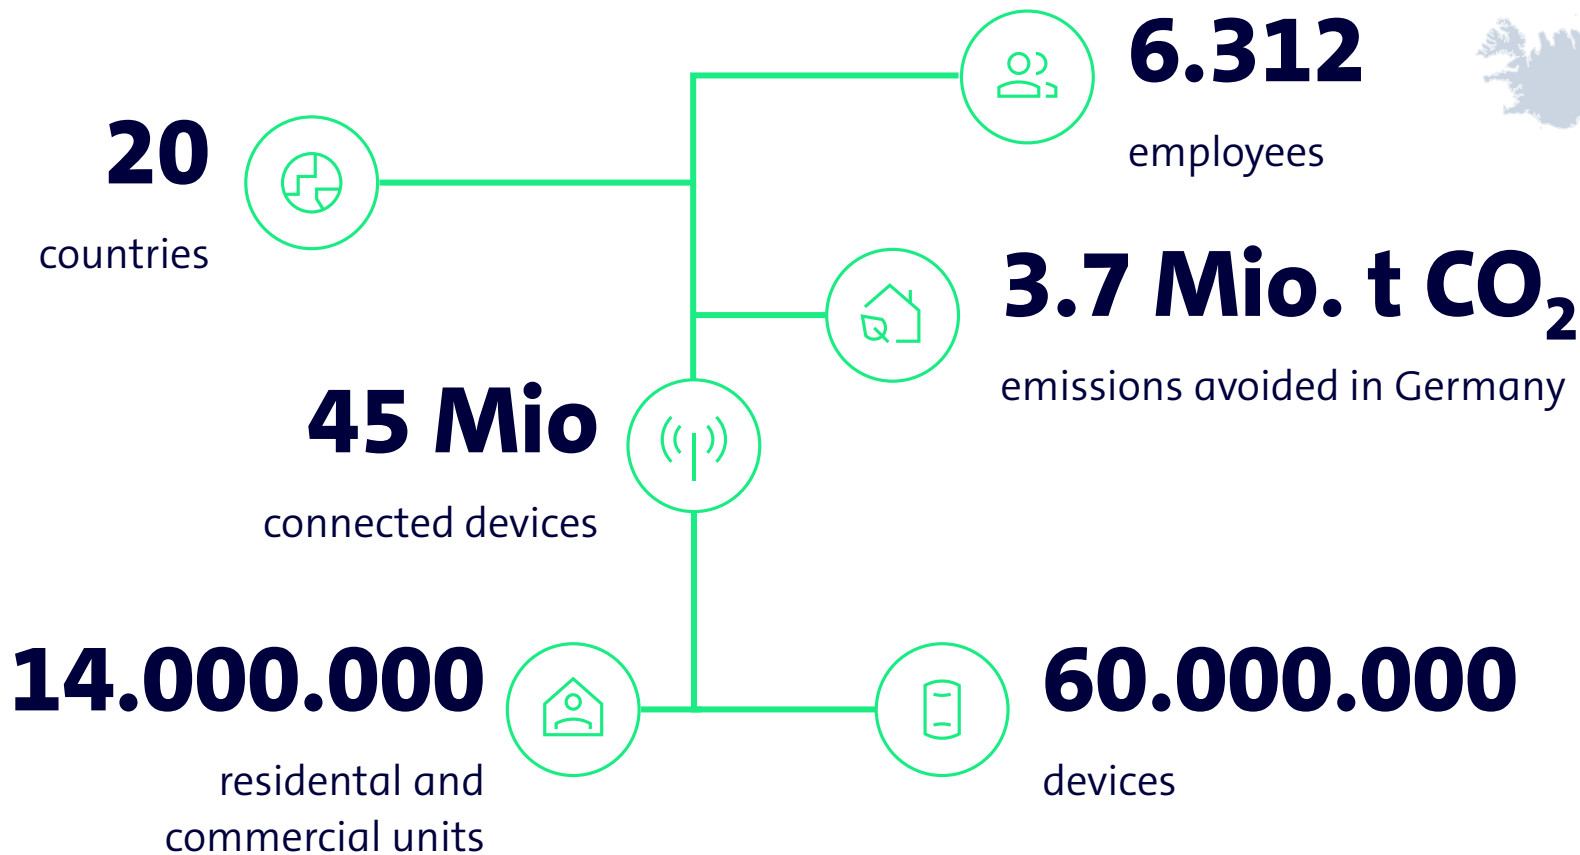 6.312
employees
20
countries
3.7 Mio. t CO₂
emissions avoided in Germany
45 Mio
connected devices
14.000.000
residental and
commercial units
60.000.000
devices